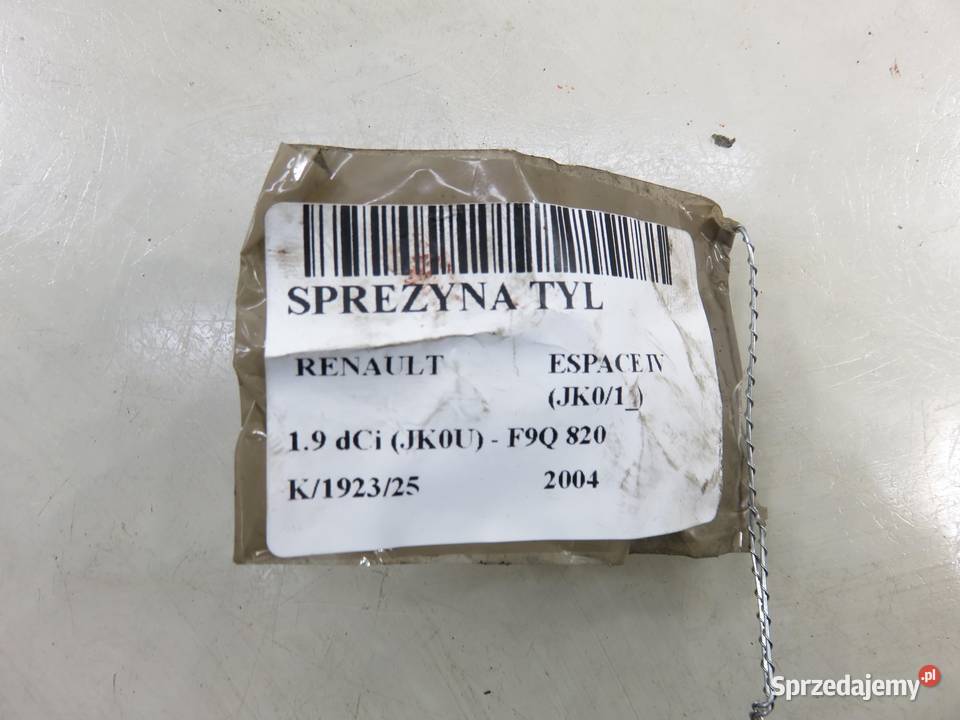 SPREZYNA TYL
RENAULT ESPACE IV
(JK0/1_)
1.9 dCi (JK0U) - F9Q 820
K/1923/25 2004
Sprzedajemy.pl